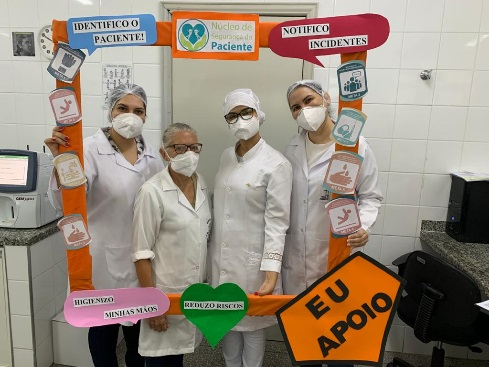 IDENTIFICO O
PACIENTE!
Núcleo de
Segurança do
Paciente
NOTIFICO
INCIDENTES
HIGIENIZO
MINHAS MÃOS
REDUZO RISCOS
EU
APOIO